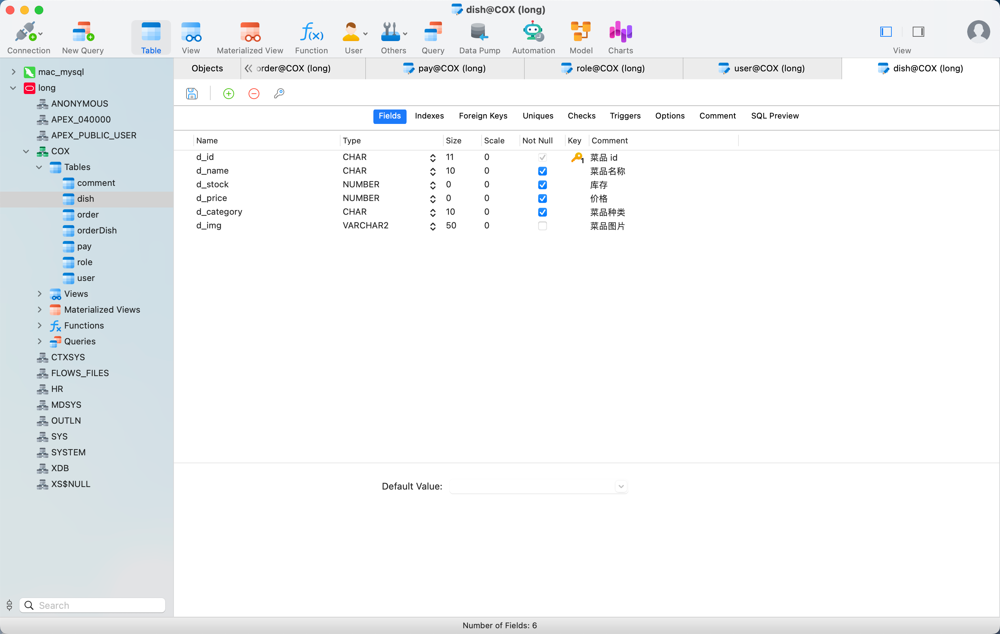 dish@COX (long)
Connection
New Query
Table
View
Materialized View
Function
User
Others
Query
Data Pump
Automation
Model
Charts
View
mac_mysql
long
ANONYMOUS
APEX_040000
APEX_PUBLIC_USER
COX
Tables
comment
dish
order
orderDish
pay
role
user
Views
Materialized Views
Functions
Queries
CTXSYS
FLOWS_FILES
HR
MDSYS
OUTLN
SYS
SYSTEM
XDB
XS$NULL
Search
Objects
order@COX (long)
pay@COX (long)
role@COX (long)
user@COX (long)
dish@COX (long)
Fields Indexes Foreign Keys Uniques Checks Triggers Options Comment SQL Preview
Name Type Size Scale Not Null Key Comment
d_id CHAR 11 0 1 菜品 id
d_name CHAR 10 0 菜品名称
d_stock NUMBER 0 0 库存
d_price NUMBER 0 0 价格
d_category CHAR 10 0 菜品种类
d_img VARCHAR2 50 0 菜品图片
Default Value:
Number of Fields: 6